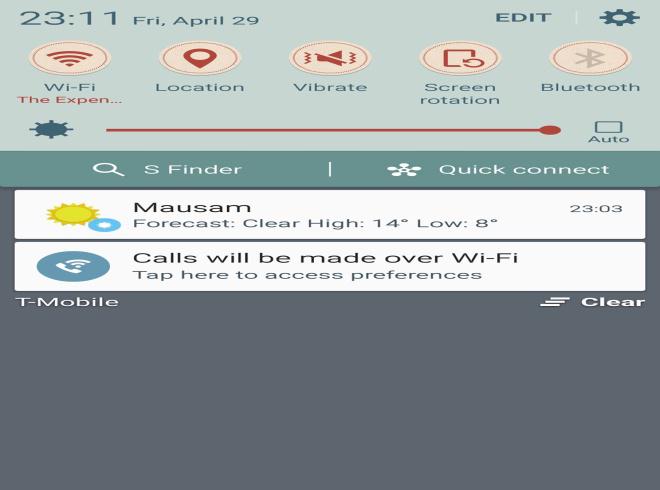 23:11 Fri, April 29 EDIT
Wi-Fi Location Vibrate Screen rotation Bluetooth
The Expen...
Auto
S Finder | Quick connect
Mausam 23:03
Forecast: Clear High: 14° Low: 8°
Calls will be made over Wi-Fi
Tap here to access preferences
T-Mobile Clear